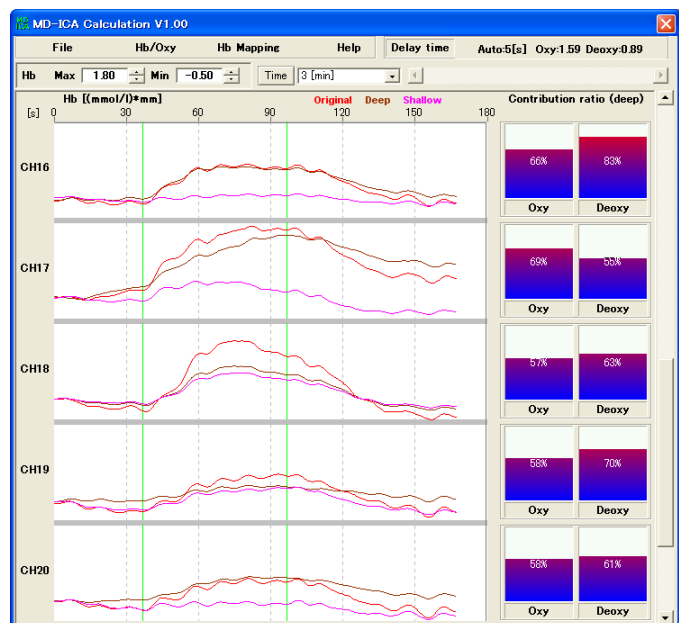 MD-ICA Calculation V1.00
File Hb/Oxy Hb Mapping Help Delay time Auto:5[s] Oxy:1.59 Deoxy:0.89
Hb Max 1.80 Min -0.50 Time 3 [min]
Hb [(mmol/l)*mm] Original Deep Shallow Contribution ratio (deep)
[s] 0 30 60 90 120 150 180
CH16 66% 83%
Oxy Deoxy
CH17 69% 55%
Oxy Deoxy
CH18 57% 63%
Oxy Deoxy
CH19 58% 70%
Oxy Deoxy
CH20 58% 61%
Oxy Deoxy